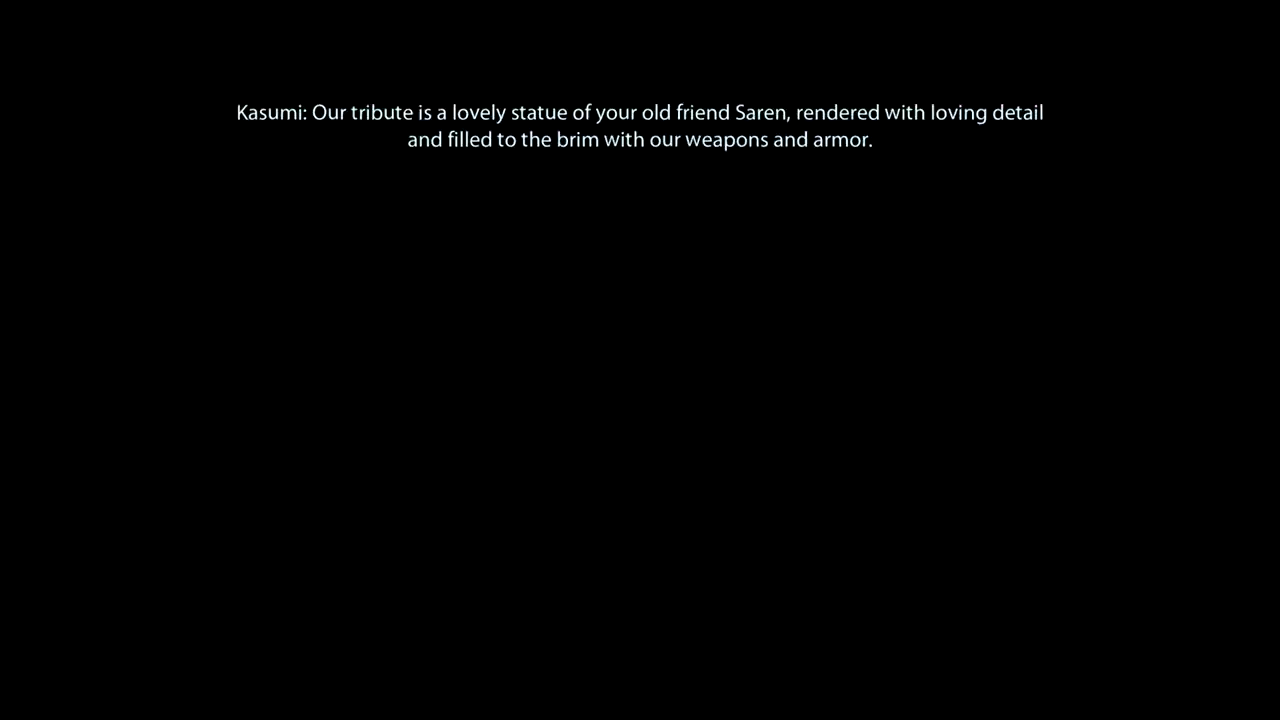 Kasumi: Our tribute is a lovely statue of your old friend Saren, rendered with loving detail
and filled to the brim with our weapons and armor.